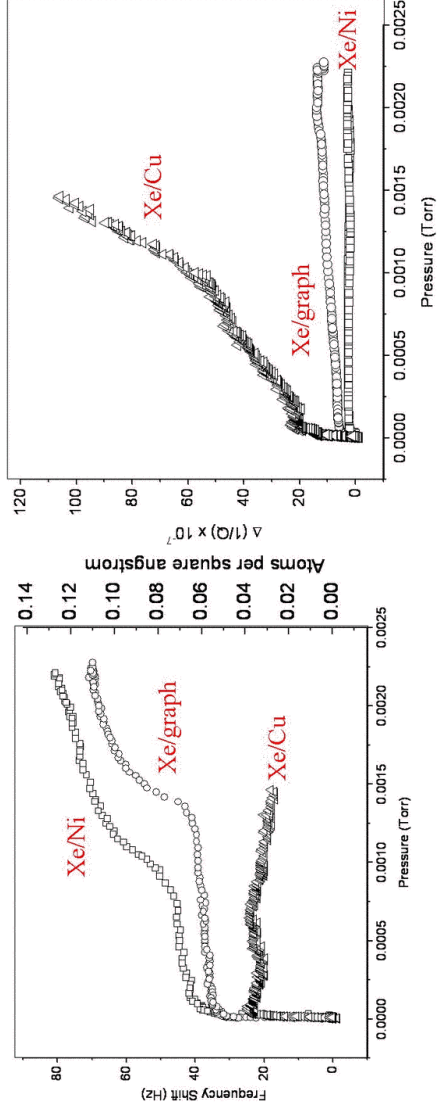 Frequency Shift (Hz)
80
60
40
20
0
Xe/Ni
Xe/graph
Xe/Cu
0.0000
0.0005
0.0010
0.0015
0.0020
0.0025
Pressure (Torr)
0.14
0.12
0.10
0.08
0.06
0.04
0.02
0.00
Atoms per square angstrom
Δ (1/Q) x 10⁻⁷
120
100
80
60
40
20
0
Xe/Cu
Xe/graph
Xe/Ni
0.0000
0.0005
0.0010
0.0015
0.0020
0.0025
Pressure (Torr)